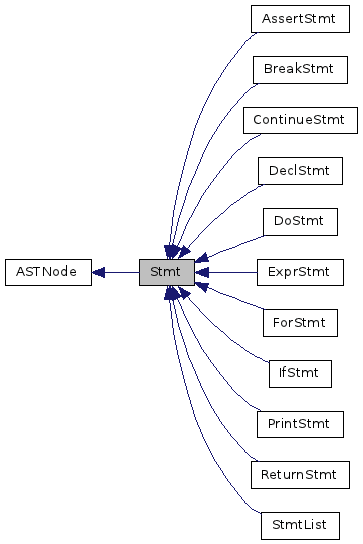 AssertStmt
BreakStmt
ContinueStmt
DeclStmt
DoStmt
ASTNode
Stmt
ExprStmt
ForStmt
IfStmt
PrintStmt
ReturnStmt
StmtList